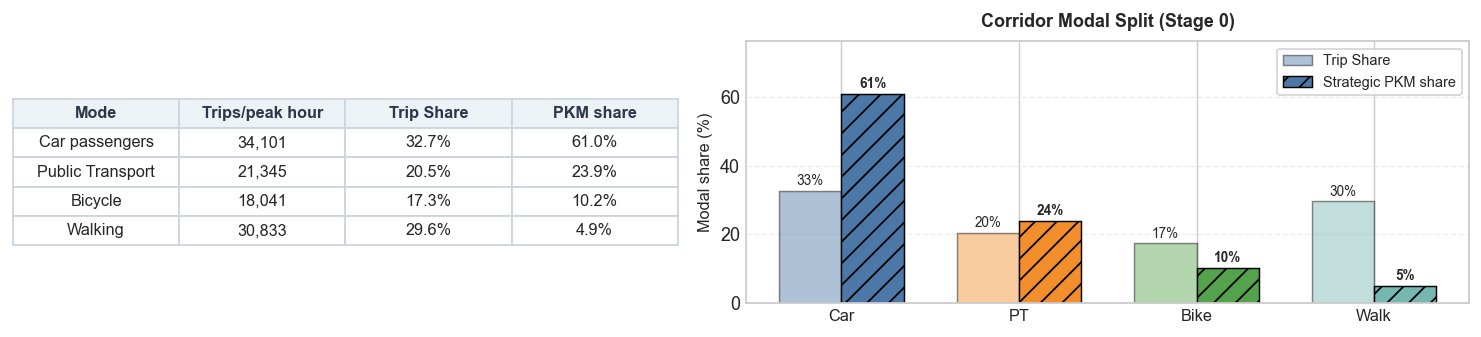 Mode Trips/peak hour Trip Share PKM share
Car passengers 34,101 32.7% 61.0%
Public Transport 21,345 20.5% 23.9%
Bicycle 18,041 17.3% 10.2%
Walking 30,833 29.6% 4.9%
Corridor Modal Split (Stage 0)
Trip Share
Strategic PKM share
Modal share (%)
60
40
20
0
33%
61%
20%
24%
17%
10%
30%
5%
Car PT Bike Walk